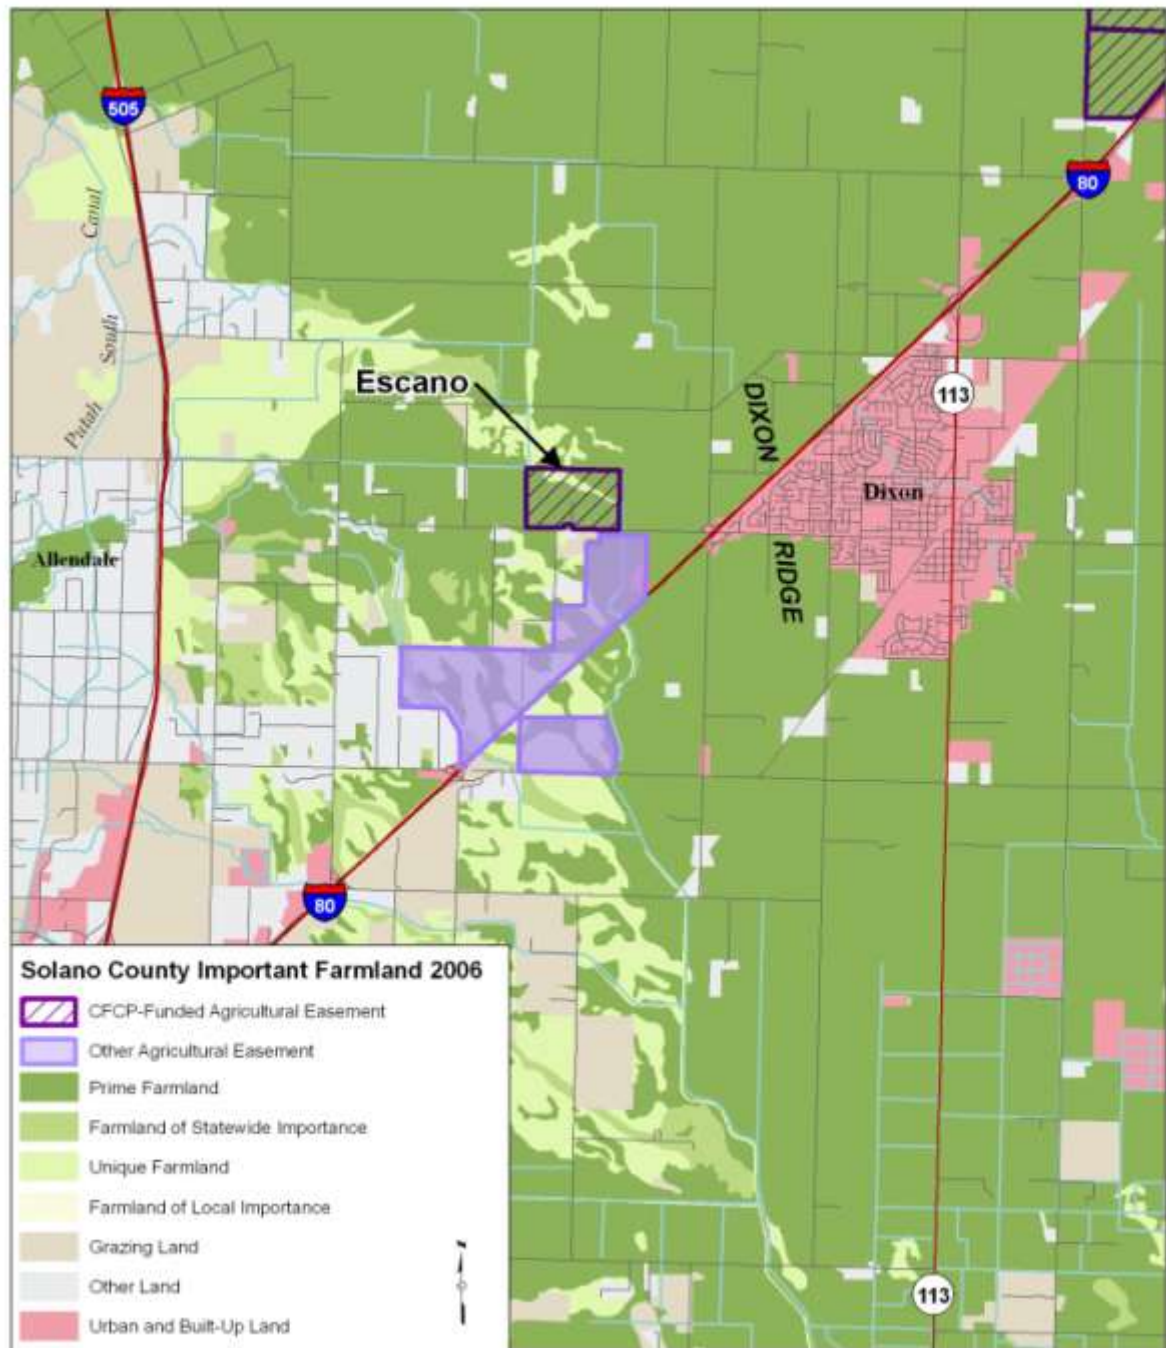 505
Canal
80
South
Escano
DIXON
113
Putah
Dixon
Allendale
RIDGE
80
Solano County Important Farmland 2006
CFCP-Funded Agricultural Easement
Other Agricultural Easement
Prime Farmland
Farmland of Statewide Importance
Unique Farmland
Farmland of Local Importance
Grazing Land
Other Land
Urban and Built-Up Land
113